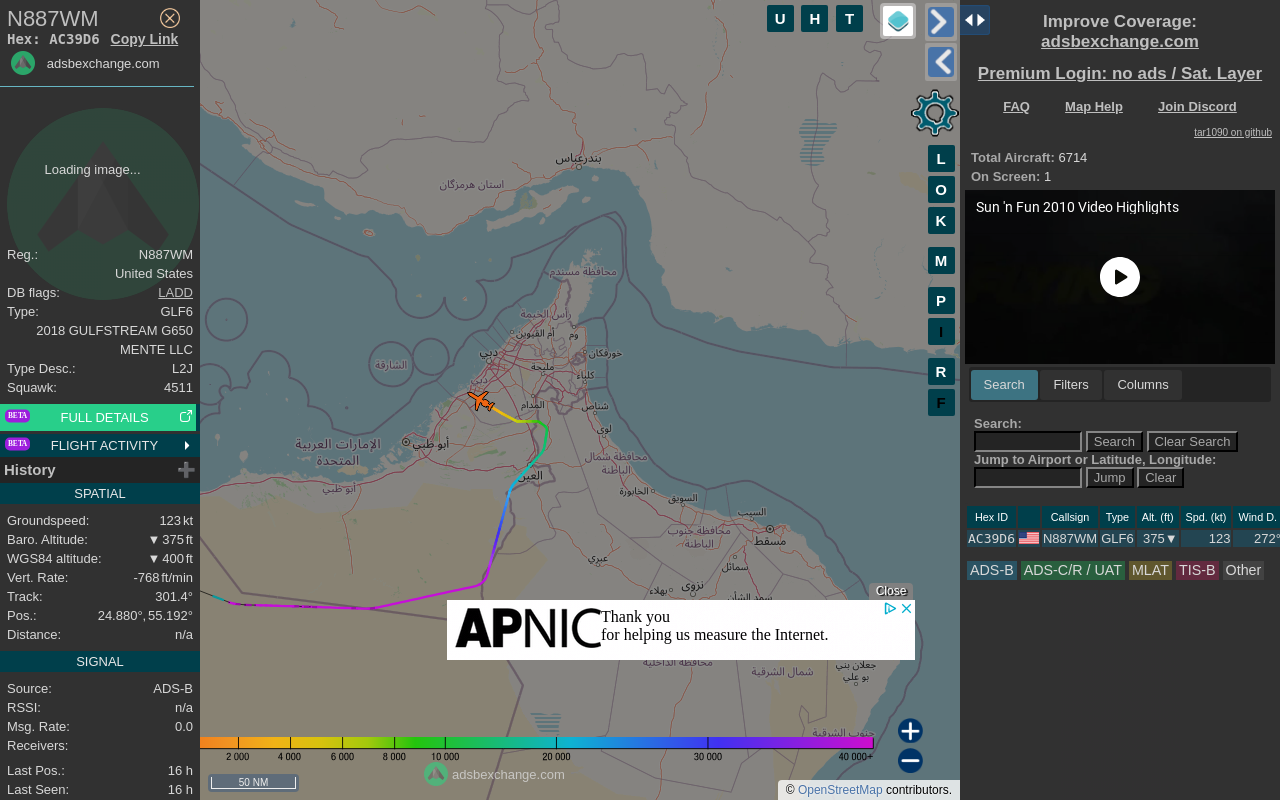 N887WM
Hex: AC39D6 Copy Link
adsbexchange.com
Loading image...
Reg.: N887WM
United States
DB flags: LADD
Type: GLF6
2018 GULFSTREAM G650
MENTE LLC
Type Desc.: L2J
Squawk: 4511
BETA FULL DETAILS
BETA FLIGHT ACTIVITY
History
SPATIAL
Groundspeed: 123 kt
Baro. Altitude: ▼ 375 ft
WGS84 altitude: ▼ 400 ft
Vert. Rate: -768 ft/min
Track: 301.4°
Pos.: 24.880°, 55.192°
Distance: n/a
SIGNAL
Source: ADS-B
RSSI: n/a
Msg. Rate: 0.0
Receivers:
Last Pos.: 16 h
Last Seen: 16 h
U H T
L
O
K
M
P
I
R
F
بندرعباس
استان هرمزگان
محافظة مسندم
رأس الخيمة
أم القيوين
دبي
دبي
الشارقة
خورفكان
مليحة
كلباء
المدام
شناص
لوى
أبو ظبي
الإمارات العربية
المتحدة
أبو ظبي
العين
محافظة شمال
الباطنة
الخابورة
السويق
السيب
مسقط
محافظة جنوب
الباطنة
عبري
سمائل
نزوى
بهلاء
سمد الشأن
محافظة الداخلية
شمال الشرقية
جعلان بني
بو علي
جنوب الشرقية
Close
APNIC
Thank you
for helping us measure the Internet.
2 000 4 000 6 000 8 000 10 000 20 000 30 000 40 000+
adsbexchange.com
50 NM
© OpenStreetMap contributors.
Improve Coverage:
adsbexchange.com
Premium Login: no ads / Sat. Layer
FAQ Map Help Join Discord
tar1090 on github
Total Aircraft: 6714
On Screen: 1
Sun 'n Fun 2010 Video Highlights
Search Filters Columns
Search:
Search Clear Search
Jump to Airport or Latitude, Longitude:
Jump Clear
Hex ID Callsign Type Alt. (ft) Spd. (kt) Wind D.
AC39D6 N887WM GLF6 375▼ 123 272°
ADS-B ADS-C/R / UAT MLAT TIS-B Other